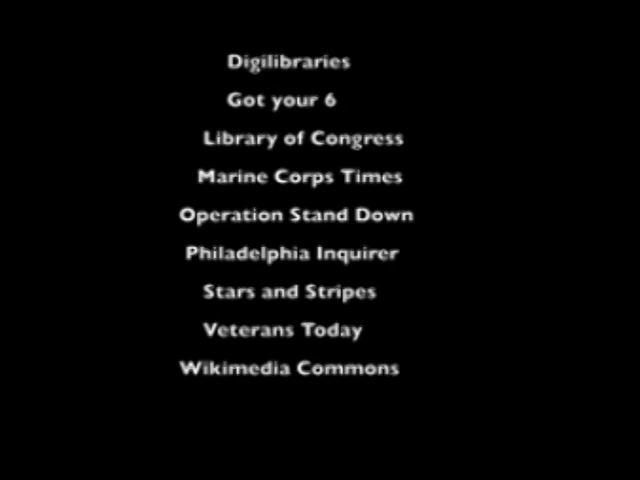 Digilibraries
Got your 6
Library of Congress
Marine Corps Times
Operation Stand Down
Philadelphia Inquirer
Stars and Stripes
Veterans Today
Wikimedia Commons